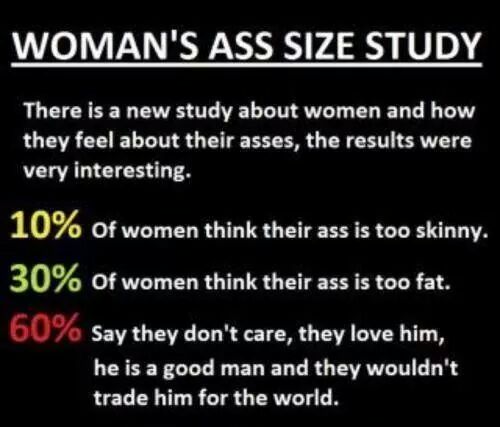 WOMAN'S ASS SIZE STUDY
There is a new study about women and how
they feel about their asses, the results were
very interesting.
10% Of women think their ass is too skinny.
30% Of women think their ass is too fat.
60% Say they don't care, they love him,
he is a good man and they wouldn't
trade him for the world.